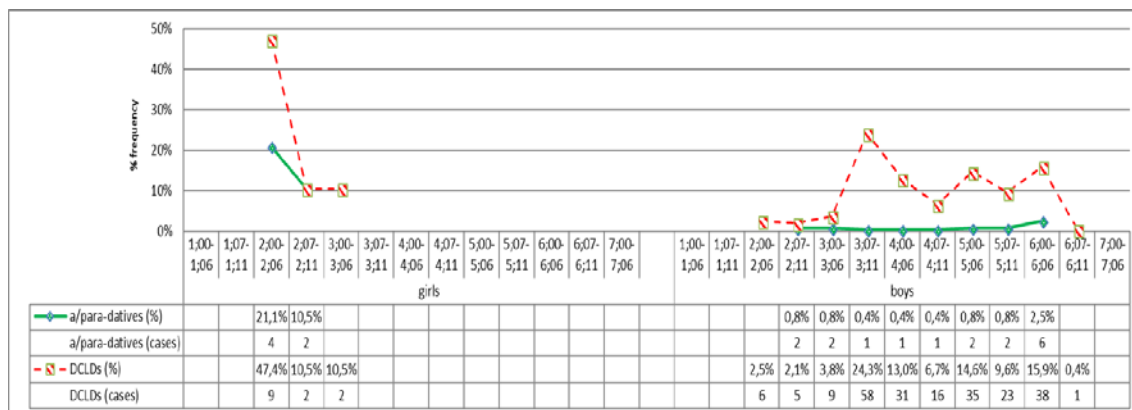 50%
40%
30%
20%
10%
0%
% frequency
1;00- 1;07- 2;00- 2;07- 3;00- 3;07- 4;00- 4;07- 5;00- 5;07- 6;00- 6;07- 7;00- 1;00- 1;07- 2;00- 2;07- 3;00- 3;07- 4;00- 4;07- 5;00- 5;07- 6;00- 6;07- 7;00-
1;06 1;11 2;06 2;11 3;06 3;11 4;06 4;11 5;06 5;11 6;06 6;11 7;06 1;06 1;11 2;06 2;11 3;06 3;11 4;06 4;11 5;06 5;11 6;06 6;11 7;06
girls boys
a/para-datives (%) 21,1% 10,5% 0,8% 0,8% 0,4% 0,4% 0,4% 0,8% 0,8% 2,5%
a/para-datives (cases) 4 2 2 2 1 1 1 2 2 6
DCLDs (%) 47,4% 10,5% 10,5% 2,5% 2,1% 3,8% 24,3% 13,0% 6,7% 14,6% 9,6% 15,9% 0,4%
DCLDs (cases) 9 2 2 6 5 9 58 31 16 35 23 38 1